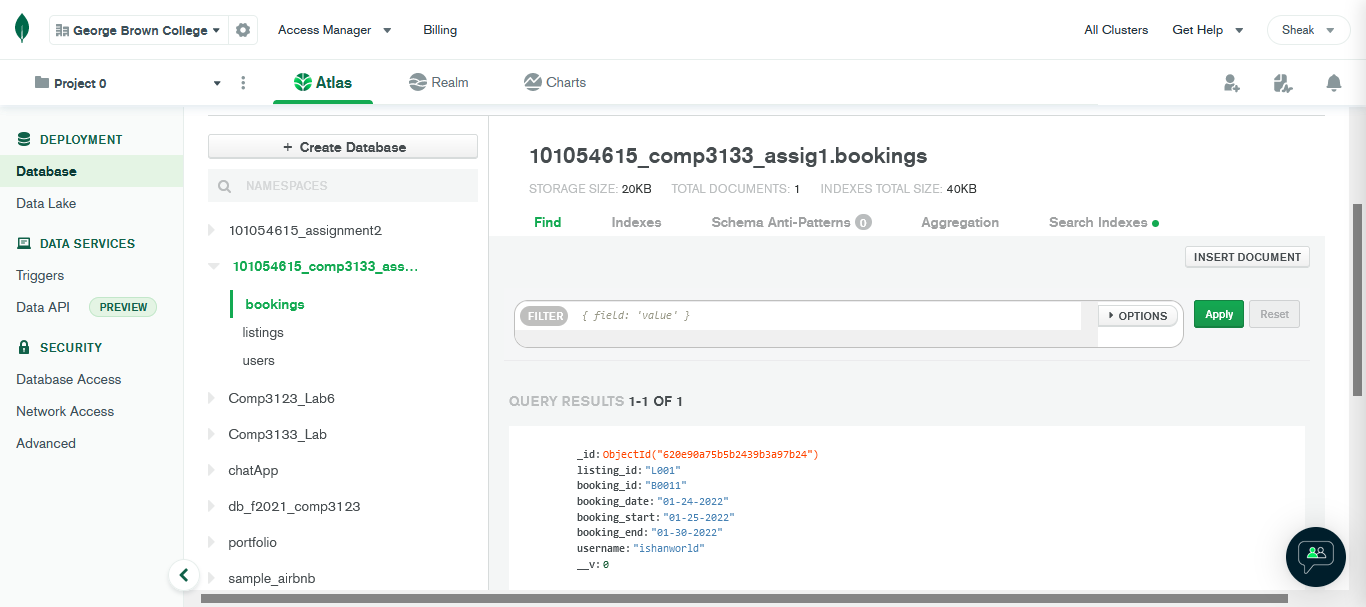 George Brown College
Access Manager
Billing
All Clusters
Get Help
Sheak
Project 0
Atlas
Realm
Charts
DEPLOYMENT
Database
Data Lake
DATA SERVICES
Triggers
Data API PREVIEW
SECURITY
Database Access
Network Access
Advanced
+ Create Database
NAMESPACES
101054615_assignment2
101054615_comp3133_ass...
bookings
listings
users
Comp3123_Lab6
Comp3133_Lab
chatApp
db_f2021_comp3123
portfolio
sample_airbnb
101054615_comp3133_assig1.bookings
STORAGE SIZE: 20KB TOTAL DOCUMENTS: 1 INDEXES TOTAL SIZE: 40KB
Find Indexes Schema Anti-Patterns 0 Aggregation Search Indexes
INSERT DOCUMENT
FILTER { field: 'value' } OPTIONS Apply Reset
QUERY RESULTS 1-1 OF 1
_id: ObjectId("620e90a75b5b2439b3a97b24")
listing_id: "L001"
booking_id: "B0011"
booking_date: "01-24-2022"
booking_start: "01-25-2022"
booking_end: "01-30-2022"
username: "ishanworld"
__v: 0